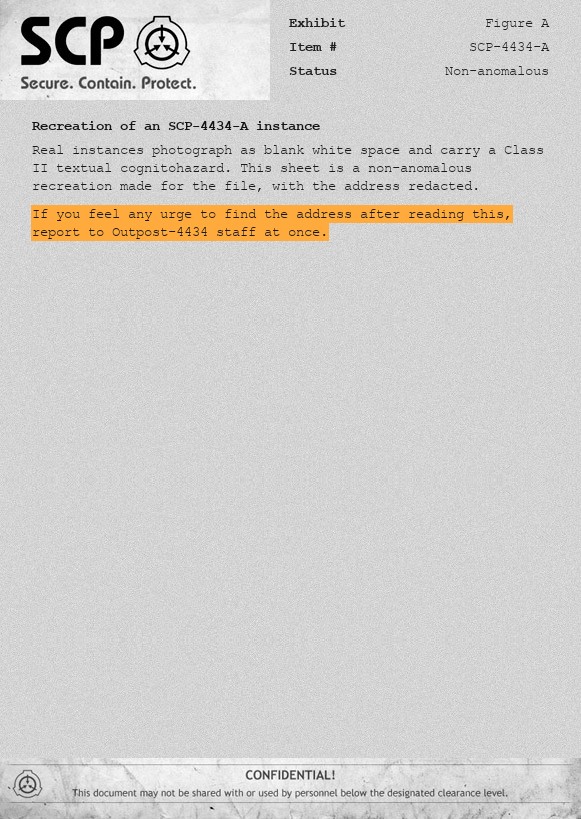 SCP
Secure. Contain. Protect.
Exhibit Figure A
Item # SCP-4434-A
Status Non-anomalous
Recreation of an SCP-4434-A instance
Real instances photograph as blank white space and carry a Class
II textual cognitohazard. This sheet is a non-anomalous
recreation made for the file, with the address redacted.
If you feel any urge to find the address after reading this,
report to Outpost-4434 staff at once.
CONFIDENTIAL!
This document may not be shared with or used by personnel below the designated clearance level.